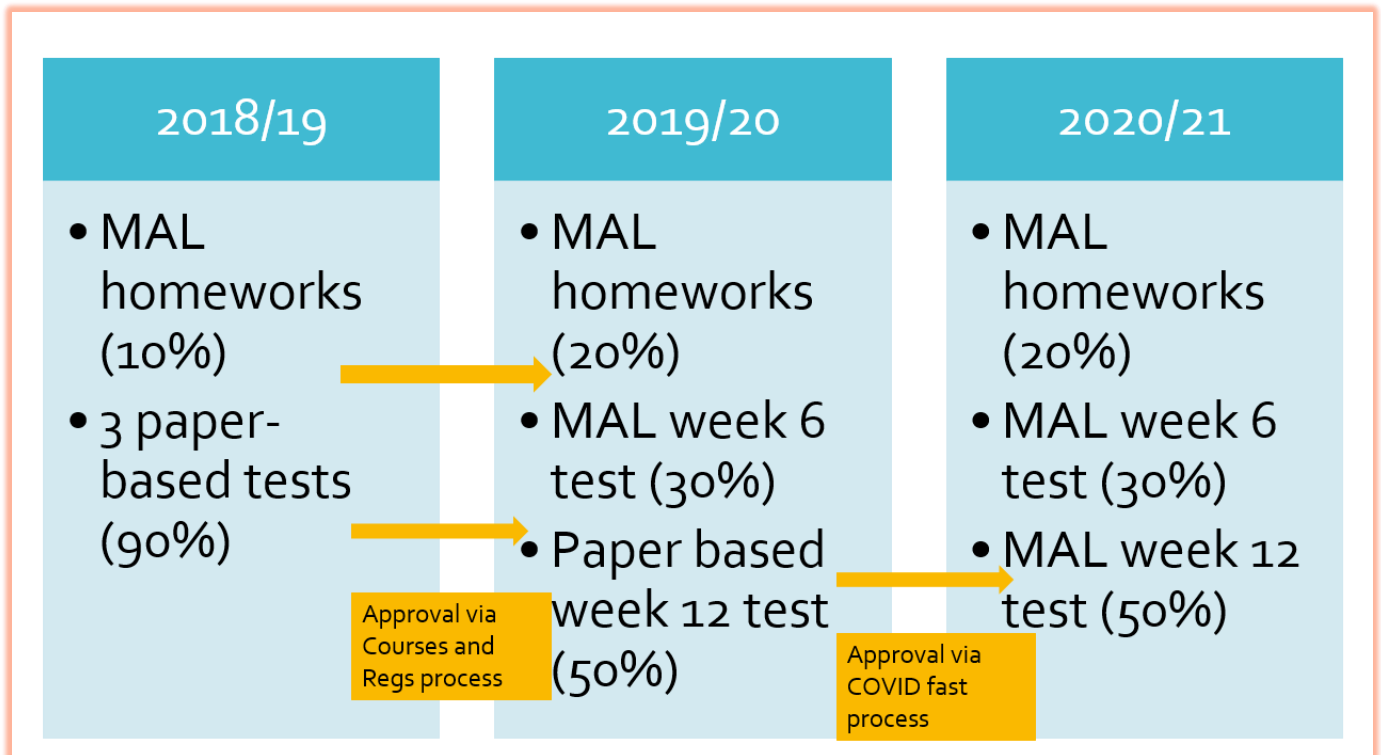 2018/19
• MAL
homeworks
(10%)
• 3 paper-
based tests
(90%)
Approval via
Courses and
Regs process
2019/20
• MAL
homeworks
(20%)
• MAL week 6
test (30%)
• Paper based
week 12 test
(50%)
Approval via
COVID fast
process
2020/21
• MAL
homeworks
(20%)
• MAL week 6
test (30%)
• MAL week 12
test (50%)